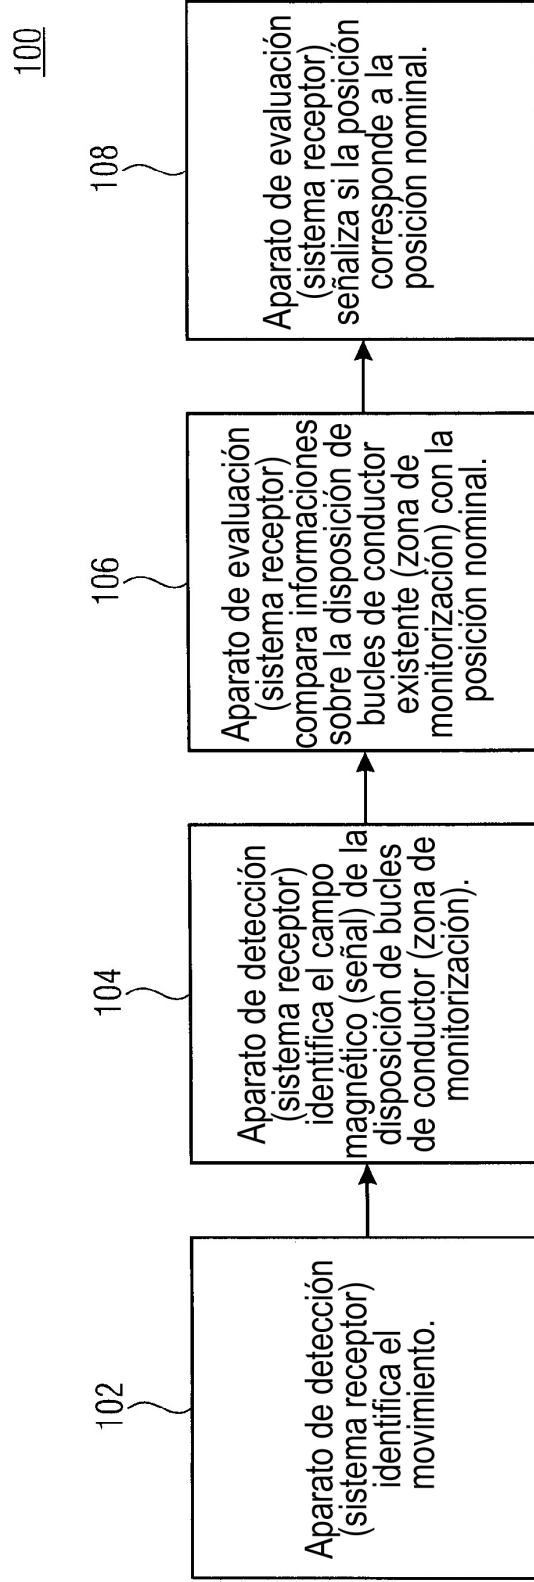 100
102
Aparato de detección
(sistema receptor)
identifica el
movimiento.
104
Aparato de detección
(sistema receptor)
identifica el campo
magnético (señal) de la
disposición de bucles
de conductor (zona de
monitorización).
106
Aparato de evaluación
(sistema receptor)
compara informaciones
sobre la disposición de
bucles de conductor
existente (zona de
monitorización) con la
posición nominal.
108
Aparato de evaluación
(sistema receptor)
señaliza si la posición
corresponde a la
posición nominal.